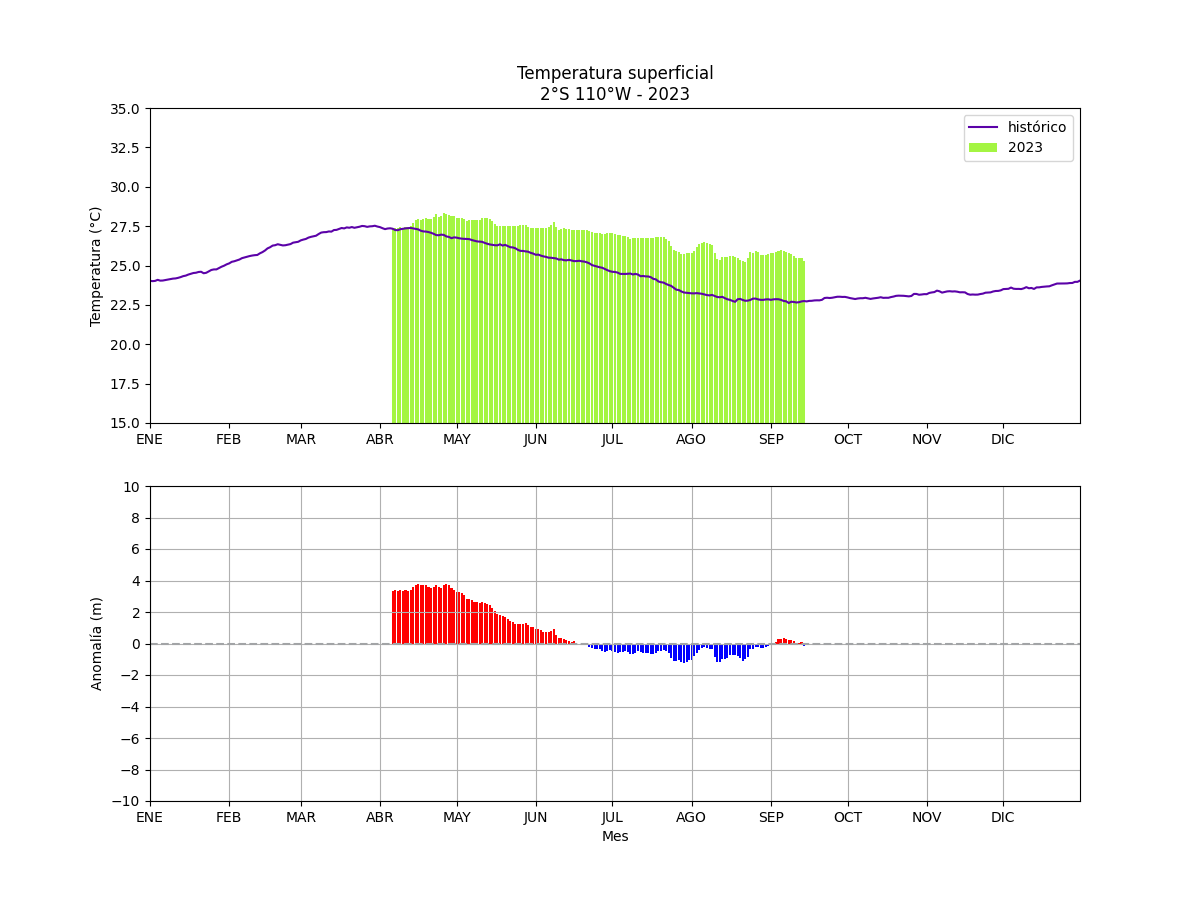 Temperatura superficial
2°S 110°W - 2023
35.0
32.5
30.0
27.5
25.0
22.5
20.0
17.5
15.0
Temperatura (°C)
histórico
2023
ENE FEB MAR ABR MAY JUN JUL AGO SEP OCT NOV DIC
10
8
6
4
2
0
−2
−4
−6
−8
−10
Anomalía (m)
ENE FEB MAR ABR MAY JUN JUL AGO SEP OCT NOV DIC
Mes